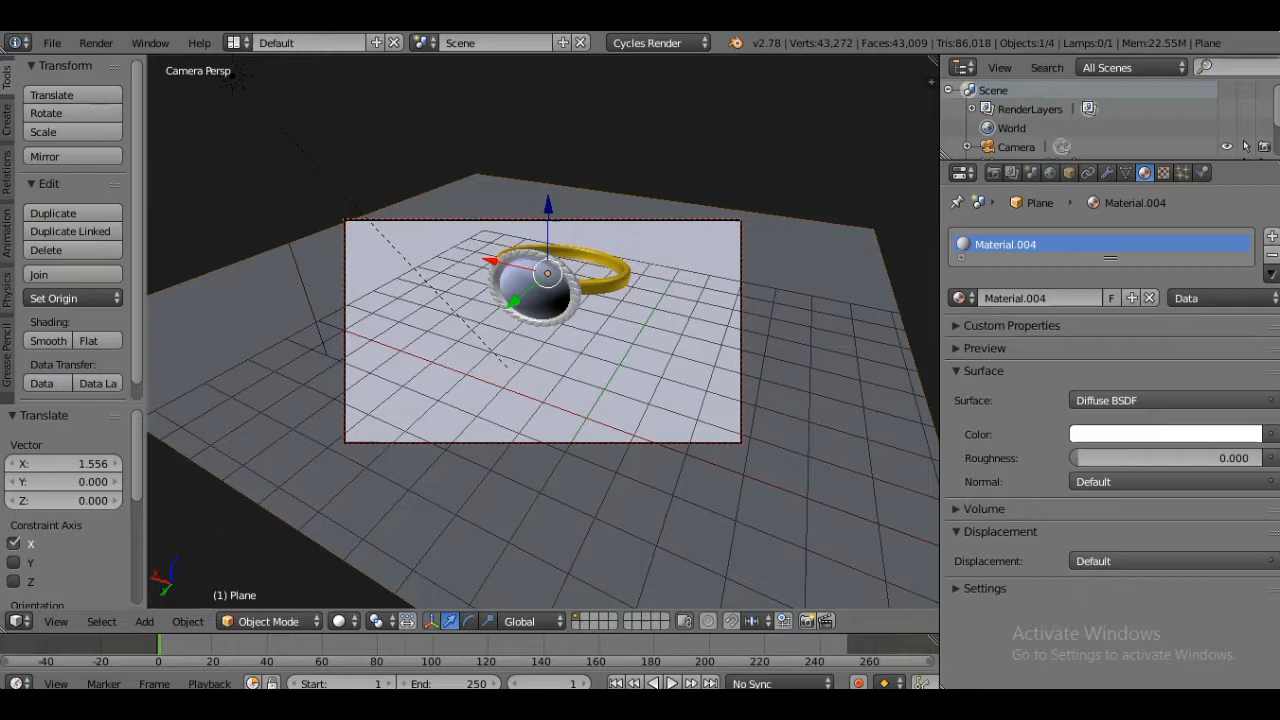 File Render Window Help Default Scene Cycles Render v2.78 | Verts:43,272 | Faces:43,009 | Tris:86,018 | Objects:1/4 | Lamps:0/1 | Mem:22.55M | Plane
Transform
Translate
Rotate
Scale
Mirror
Edit
Duplicate
Duplicate Linked
Delete
Join
Set Origin
Shading:
Smooth Flat
Data Transfer:
Data Data La
Translate
Vector
X: 1.556
Y: 0.000
Z: 0.000
Constraint Axis
X
Y
Z
Orientation
Tools
Create
Relations
Animation
Physics
Grease Pencil
Camera Persp
(1) Plane
View Select Add Object Object Mode Global
-40 -20 0 20 40 60 80 100 120 140 160 180 200 220 240 260
View Marker Frame Playback Start: 1 End: 250 1 No Sync
View Search All Scenes
Scene
RenderLayers |
World
Camera |
Plane Material.004
Material.004
Material.004 F Data
Custom Properties
Preview
Surface
Surface: Diffuse BSDF
Color:
Roughness: 0.000
Normal: Default
Volume
Displacement
Displacement: Default
Settings
Activate Windows
Go to Settings to activate Windows.